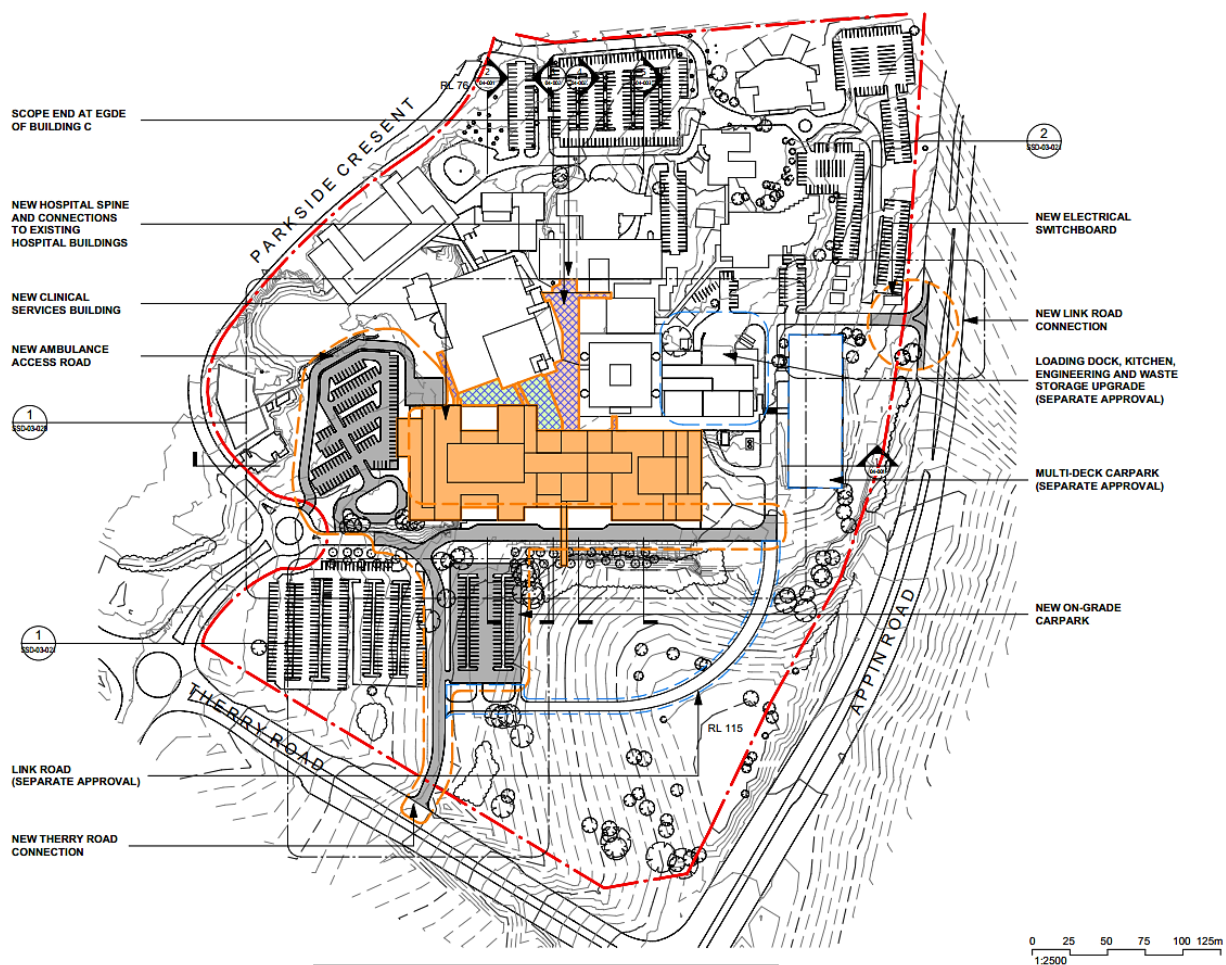 SCOPE END AT EGDE
OF BUILDING C
NEW HOSPITAL SPINE
AND CONNECTIONS
TO EXISTING
HOSPITAL BUILDINGS
NEW CLINICAL
SERVICES BUILDING
NEW AMBULANCE
ACCESS ROAD
1
1
LINK ROAD
(SEPARATE APPROVAL)
NEW THERRY ROAD
CONNECTION
RL 76
2
4
PARKSIDE CRESENT
THERRY ROAD
APPIN ROAD
RL 115
2
NEW ELECTRICAL
SWITCHBOARD
NEW LINK ROAD
CONNECTION
LOADING DOCK, KITCHEN,
ENGINEERING AND WASTE
STORAGE UPGRADE
(SEPARATE APPROVAL)
MULTI-DECK CARPARK
(SEPARATE APPROVAL)
NEW ON-GRADE
CARPARK
0 25 50 75 100 125m
1:2500